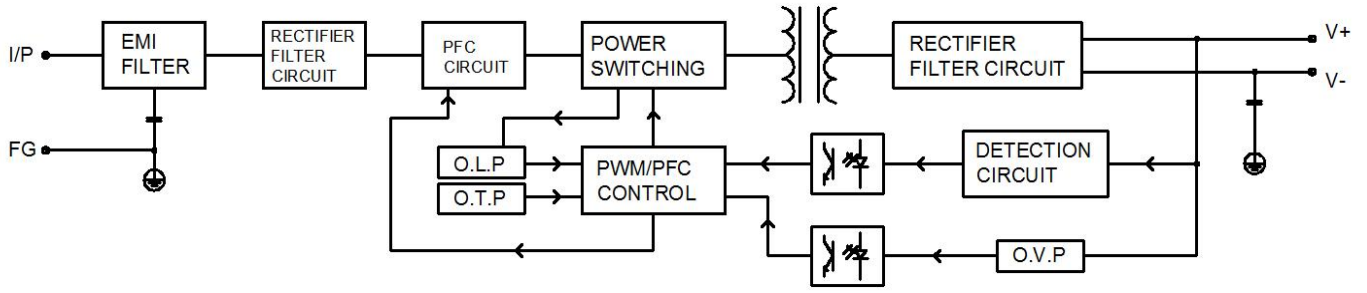 I/P
EMI
FILTER
RECTIFIER
FILTER
CIRCUIT
PFC
CIRCUIT
POWER
SWITCHING
RECTIFIER
FILTER CIRCUIT
V+
V-
FG
O.L.P
O.T.P
PWM/PFC
CONTROL
DETECTION
CIRCUIT
O.V.P